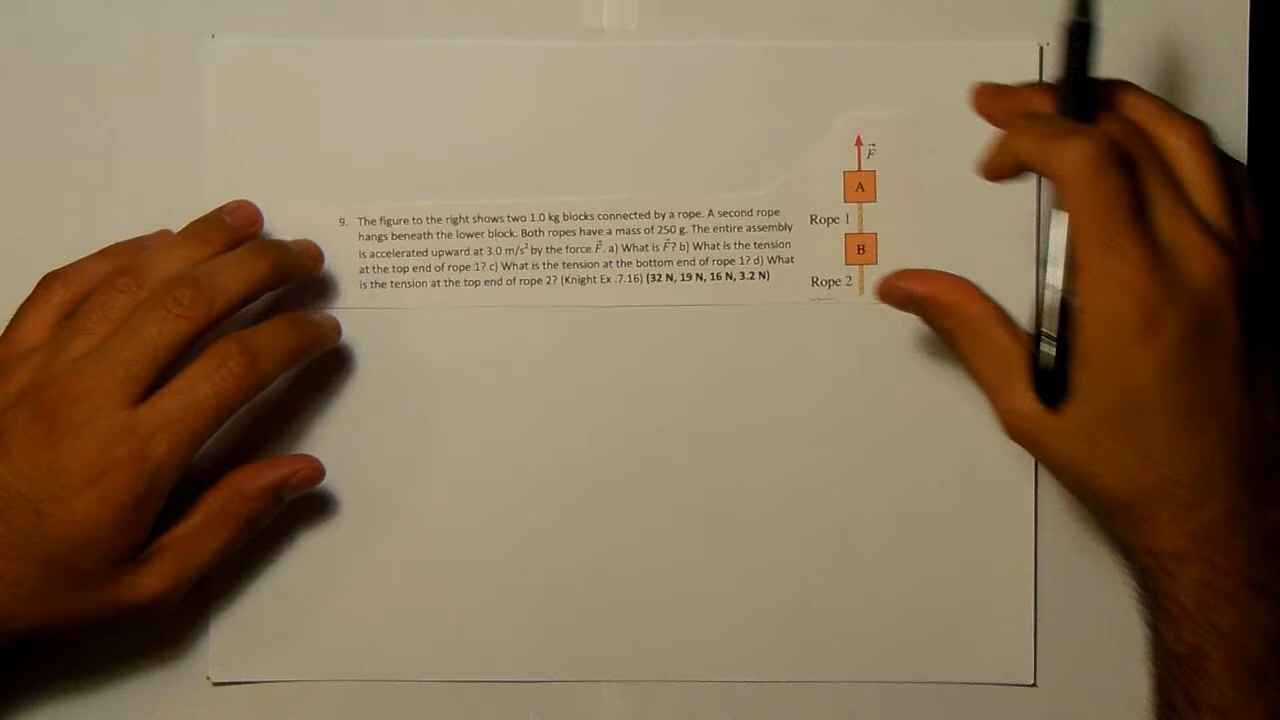 9. The figure to the right shows two 1.0 kg blocks connected by a rope. A second rope
hangs beneath the lower block. Both ropes have a mass of 250 g. The entire assembly
is accelerated upward at 3.0 m/s² by the force F⃗. a) What is F⃗? b) What is the tension
at the top end of rope 1? c) What is the tension at the bottom end of rope 1? d) What
is the tension at the top end of rope 2? (Knight Ex .7.16) (32 N, 19 N, 16 N, 3.2 N)
F⃗
A
Rope 1
B
Rope 2